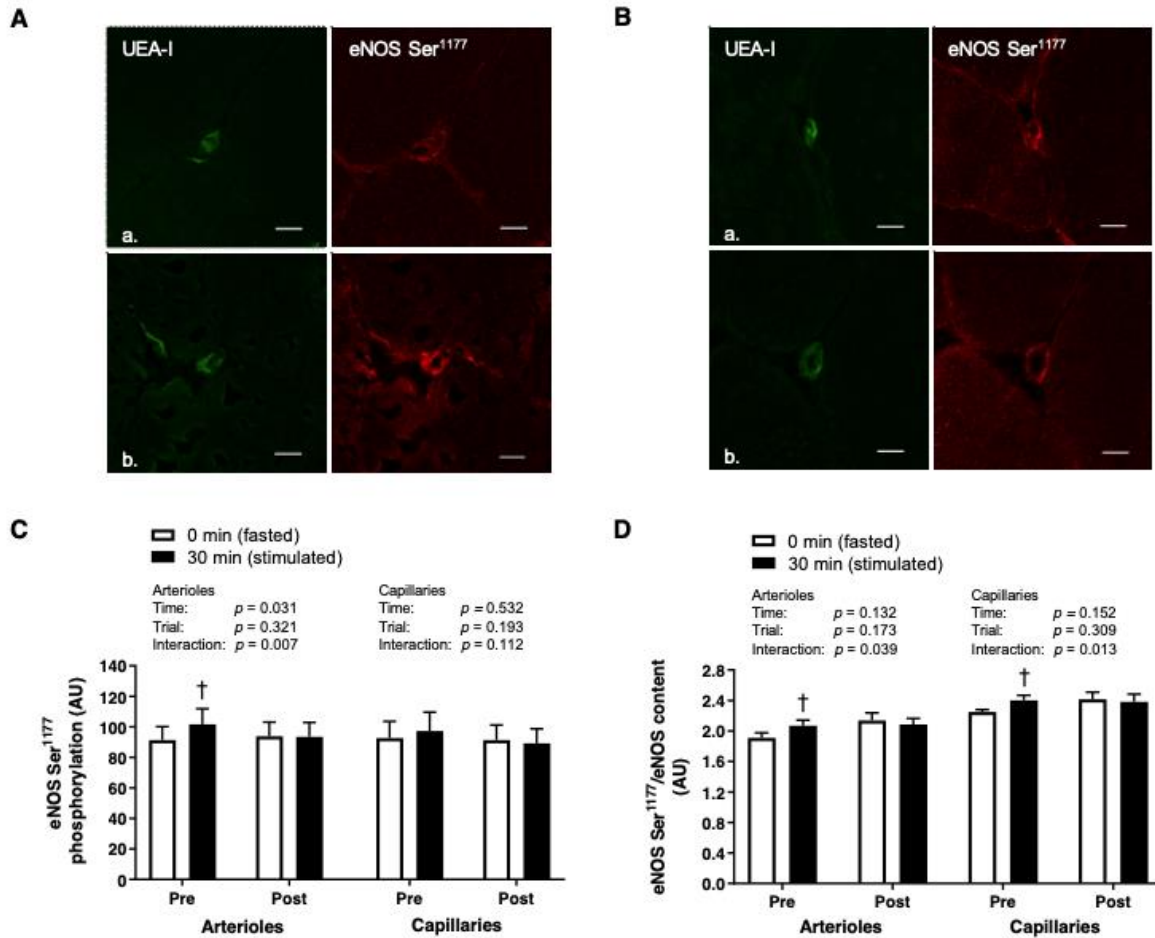 A
UEA-I
eNOS Ser¹¹⁷⁷
a.
b.
B
UEA-I
eNOS Ser¹¹⁷⁷
a.
b.
C
0 min (fasted)
30 min (stimulated)
Arterioles
Time: p = 0.031
Trial: p = 0.321
Interaction: p = 0.007
Capillaries
Time: p = 0.532
Trial: p = 0.193
Interaction: p = 0.112
eNOS Ser¹¹⁷⁷
phosphorylation (AU)
140
120
100
80
60
40
20
0
†
Pre Post Pre Post
Arterioles Capillaries
D
0 min (fasted)
30 min (stimulated)
Arterioles
Time: p = 0.132
Trial: p = 0.173
Interaction: p = 0.039
Capillaries
Time: p = 0.152
Trial: p = 0.309
Interaction: p = 0.013
eNOS Ser¹¹⁷⁷/eNOS content
(AU)
2.8
2.4
2.0
1.6
1.2
0.8
0.4
0.0
† †
Pre Post Pre Post
Arterioles Capillaries